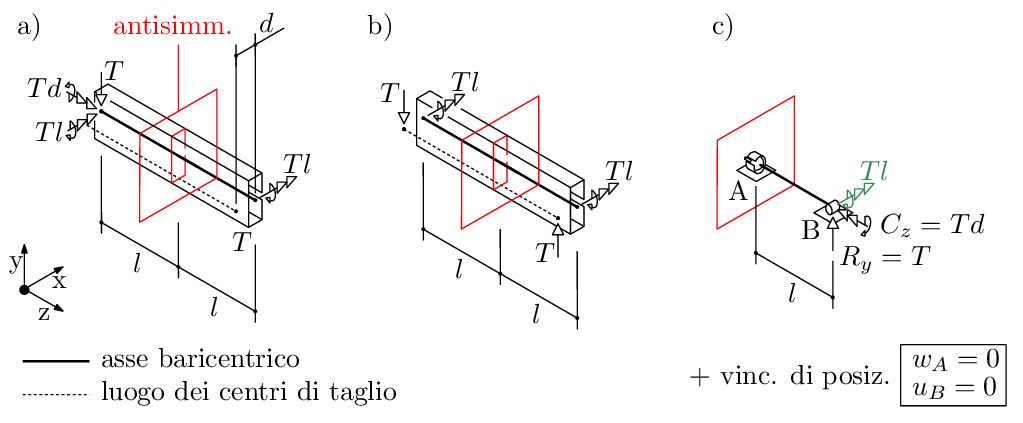 a)
antisimm.
d
T
Td
Tl
Tl
T
l
l
y
x
z
b)
T
Tl
Tl
T
l
l
c)
A
Tl
B
C_z = Td
R_y = T
l
asse baricentrico
luogo dei centri di taglio
+ vinc. di posiz.
w_A = 0
u_B = 0